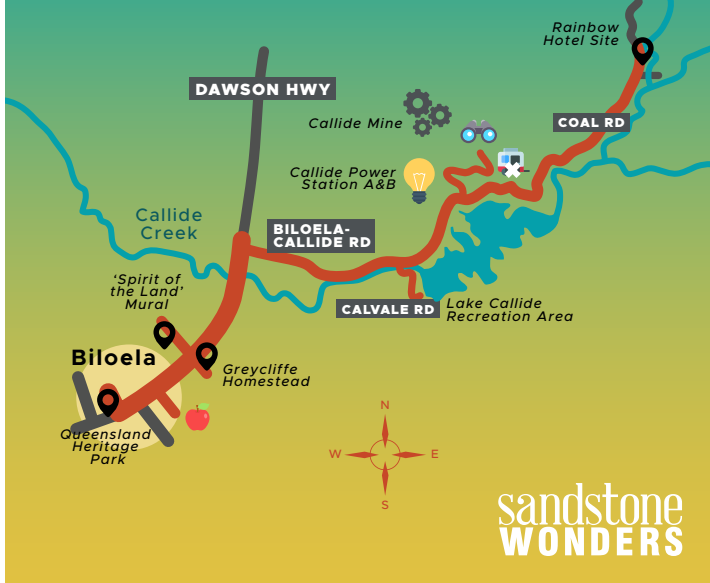 Rainbow
Hotel Site
DAWSON HWY
Callide Mine
COAL RD
Callide Power
Station A&B
Callide
Creek
BILOELA-
CALLIDE RD
'Spirit of
the Land'
Mural
CALVALE RD
Lake Callide
Recreation Area
Biloela
Greycliffe
Homestead
Queensland
Heritage
Park
N
W
E
S
sandstone
WONDERS